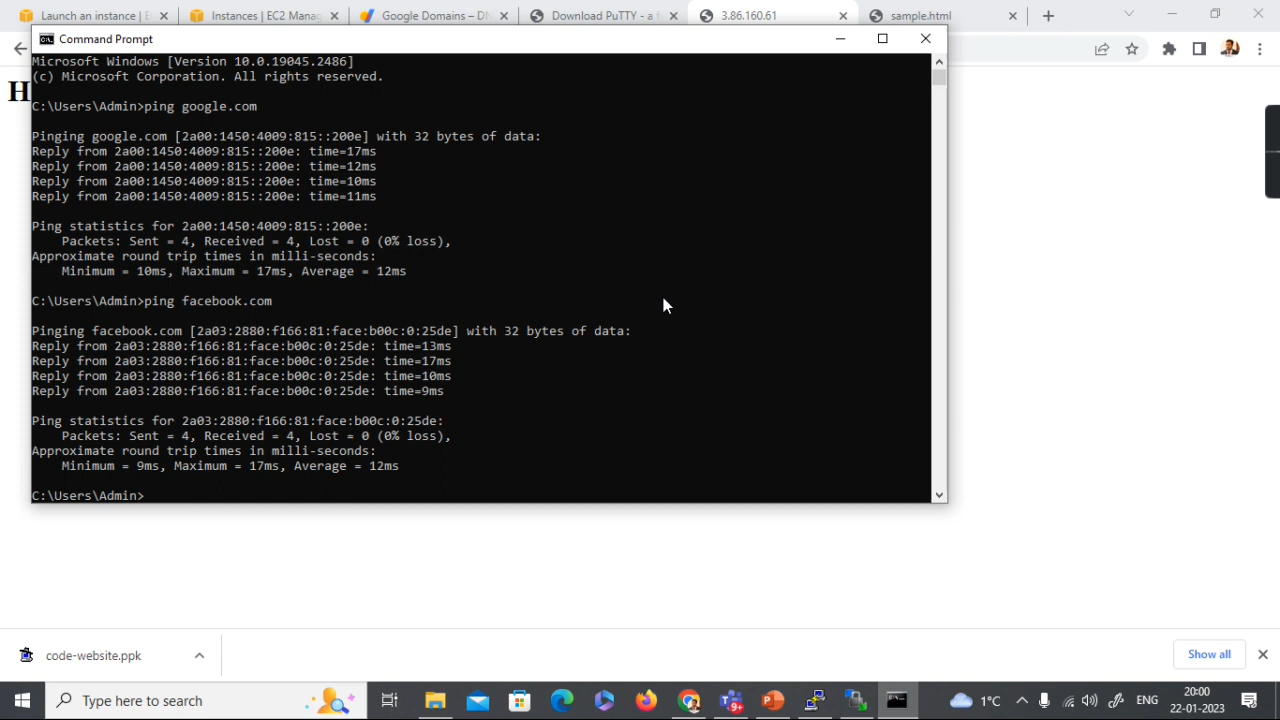 Launch an instance | E
Instances | EC2 Manag
Google Domains – DN
Download PuTTY - a f
3.86.160.61
sample.html
Command Prompt
H
Microsoft Windows [Version 10.0.19045.2486]
(c) Microsoft Corporation. All rights reserved.
C:\Users\Admin>ping google.com
Pinging google.com [2a00:1450:4009:815::200e] with 32 bytes of data:
Reply from 2a00:1450:4009:815::200e: time=17ms
Reply from 2a00:1450:4009:815::200e: time=12ms
Reply from 2a00:1450:4009:815::200e: time=10ms
Reply from 2a00:1450:4009:815::200e: time=11ms
Ping statistics for 2a00:1450:4009:815::200e:
Packets: Sent = 4, Received = 4, Lost = 0 (0% loss),
Approximate round trip times in milli-seconds:
Minimum = 10ms, Maximum = 17ms, Average = 12ms
C:\Users\Admin>ping facebook.com
Pinging facebook.com [2a03:2880:f166:81:face:b00c:0:25de] with 32 bytes of data:
Reply from 2a03:2880:f166:81:face:b00c:0:25de: time=13ms
Reply from 2a03:2880:f166:81:face:b00c:0:25de: time=17ms
Reply from 2a03:2880:f166:81:face:b00c:0:25de: time=10ms
Reply from 2a03:2880:f166:81:face:b00c:0:25de: time=9ms
Ping statistics for 2a03:2880:f166:81:face:b00c:0:25de:
Packets: Sent = 4, Received = 4, Lost = 0 (0% loss),
Approximate round trip times in milli-seconds:
Minimum = 9ms, Maximum = 17ms, Average = 12ms
C:\Users\Admin>
code-website.ppk
Show all
Type here to search
1°C
ENG
20:00
22-01-2023